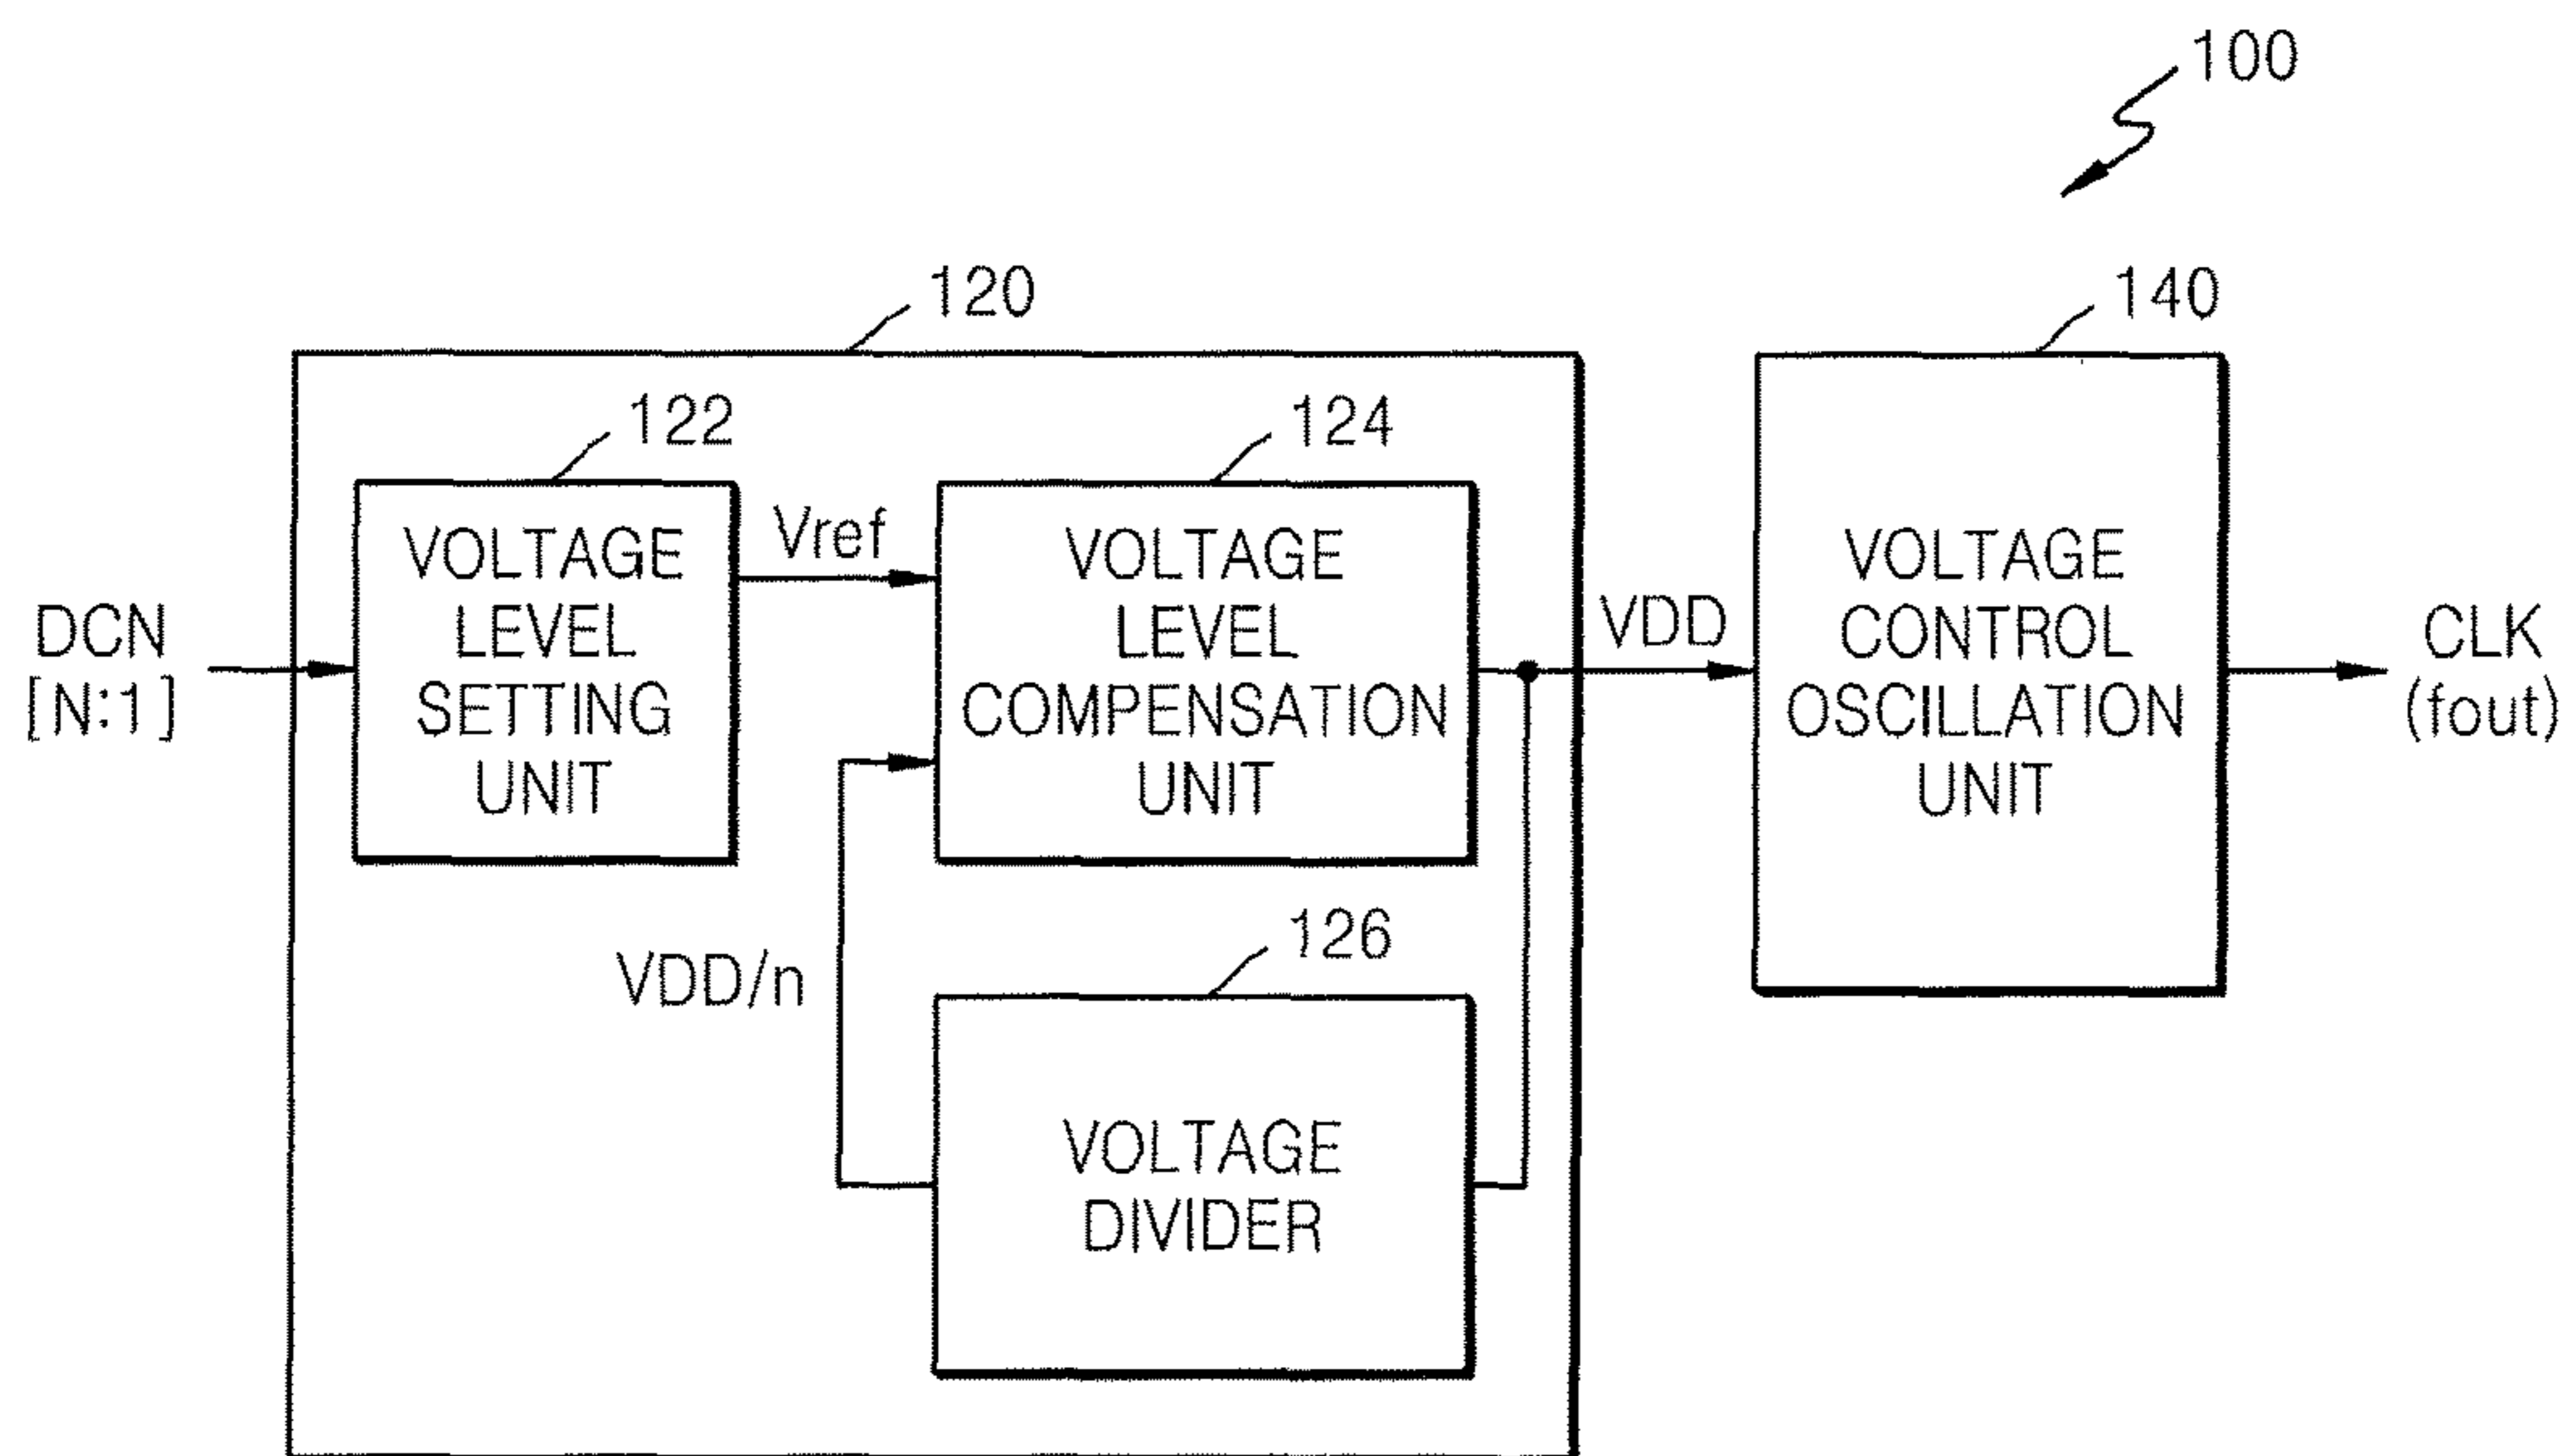 100
120
140
122
124
Vref
VOLTAGE
LEVEL
SETTING
UNIT
VOLTAGE
LEVEL
COMPENSATION
UNIT
VOLTAGE
CONTROL
OSCILLATION
UNIT
DCN
[N:1]
VDD
CLK
(fout)
VDD/n
126
VOLTAGE
DIVIDER